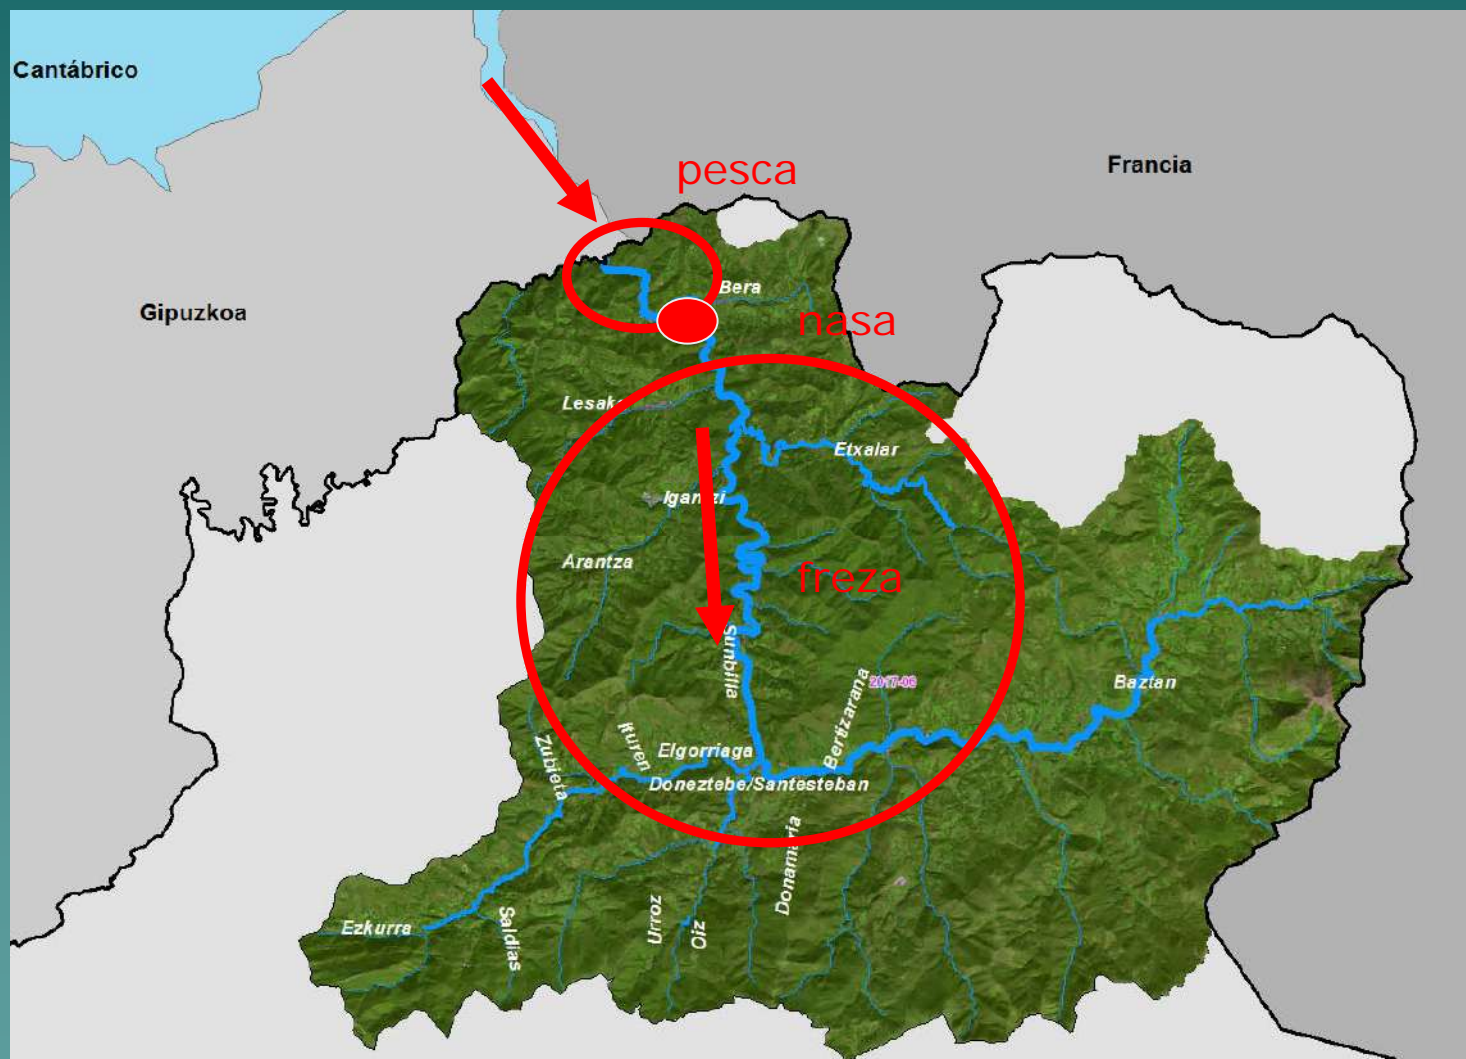 Cantábrico
pesca
Francia
Bera
Gipuzkoa
nasa
Lesaka
Etxalar
Igantzi
Arantza
freza
Sunbilla
Bertizarana
2017-06
Baztan
Zubieta
Ituren
Elgorriaga
Doneztebe/Santesteban
Donamaria
Ezkurra
Saldias
Urroz
Oiz